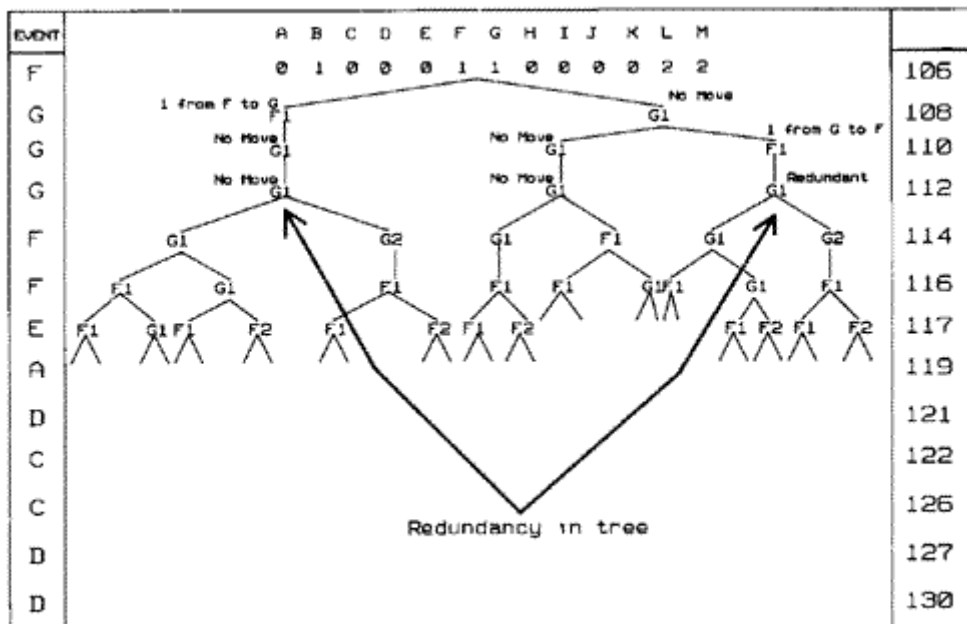 EVENT A B C D E F G H I J K L M
F 0 1 0 0 0 1 1 0 0 0 0 2 2 106
1 from F to G No Move
G F1 G1 108
No Move No Move 1 from G to F
G G1 G1 F1 110
No Move No Move Redundant
G G1 G1 G1 112
F G1 G2 G1 F1 G1 G2 114
F F1 G1 F1 F1 F1 G1 F1 G1 F1 116
E F1 G1 F1 F2 F1 F2 F1 F2 F1 F2 F1 F2 117
A 119
D 121
C 122
C 126
Redundancy in tree
D 127
D 130